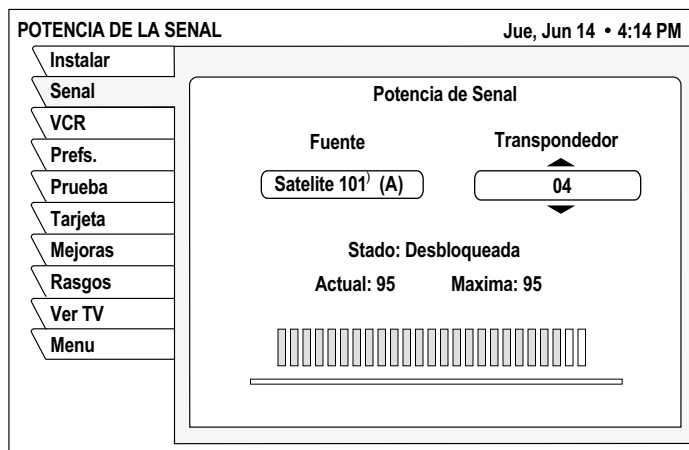 POTENCIA DE LA SENAL Jue, Jun 14 • 4:14 PM
Instalar
Senal
VCR
Prefs.
Prueba
Tarjeta
Mejoras
Rasgos
Ver TV
Menu
Potencia de Senal
Fuente Transpondedor
Satelite 101⁾ (A) 04
Stado: Desbloqueada
Actual: 95 Maxima: 95